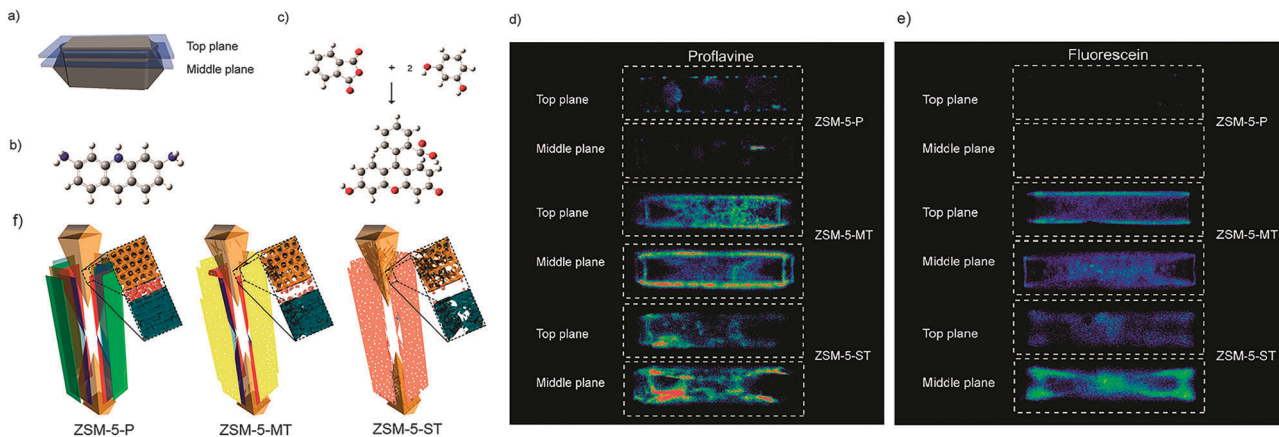 a)
Top plane
Middle plane
b)
c)
+ 2
d)
Proflavine
Top plane
ZSM-5-P
Middle plane
Top plane
ZSM-5-MT
Middle plane
Top plane
ZSM-5-ST
Middle plane
e)
Fluorescein
Top plane
ZSM-5-P
Middle plane
Top plane
ZSM-5-MT
Middle plane
Top plane
ZSM-5-ST
Middle plane
f)
ZSM-5-P
ZSM-5-MT
ZSM-5-ST